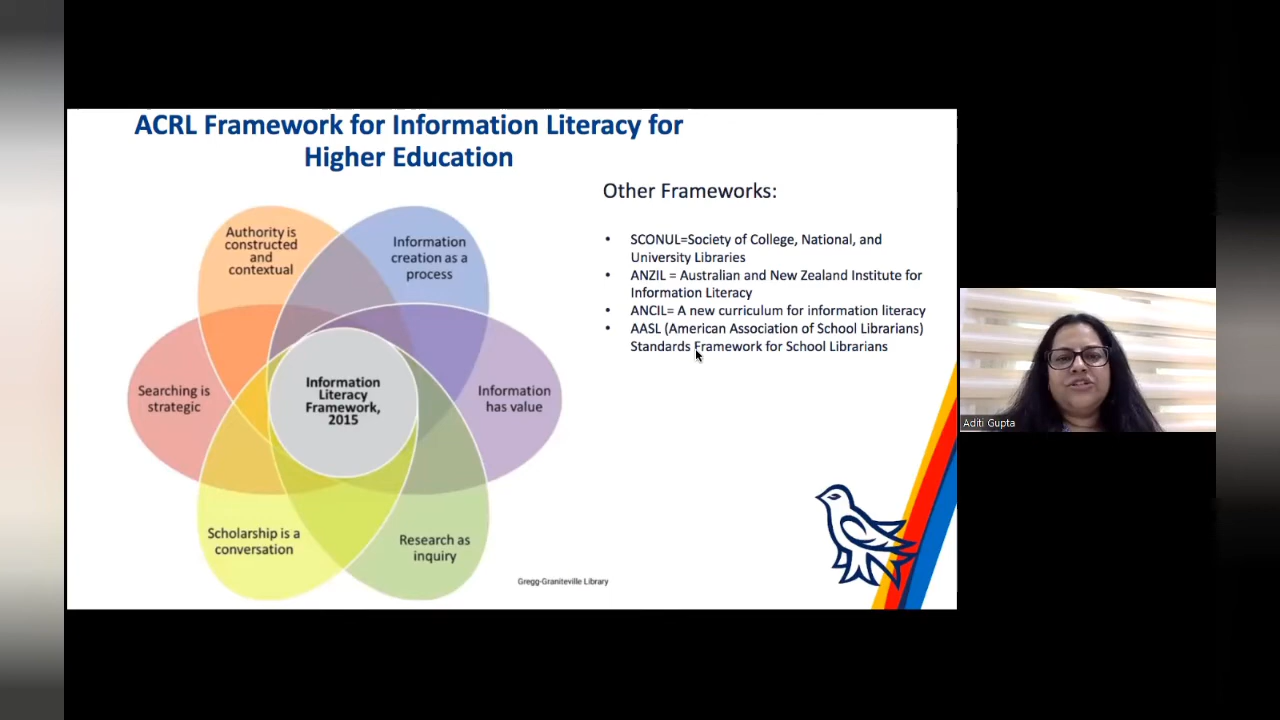 ACRL Framework for Information Literacy for
Higher Education
Other Frameworks:
• SCONUL=Society of College, National, and
University Libraries
• ANZIL = Australian and New Zealand Institute for
Information Literacy
• ANCIL= A new curriculum for information literacy
• AASL (American Association of School Librarians)
Standards Framework for School Librarians
Authority is
constructed
and
contextual
Information
creation as a
process
Searching is
strategic
Information
Literacy
Framework,
2015
Information
has value
Scholarship is a
conversation
Research as
inquiry
Gregg-Graniteville Library
Aditi Gupta